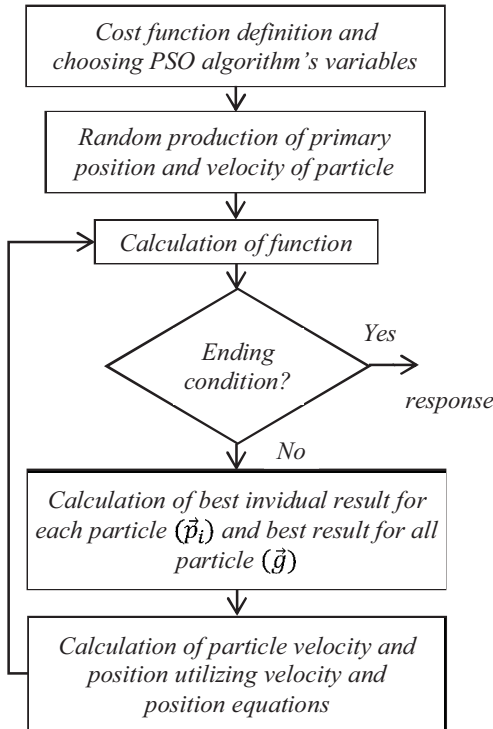 Cost function definition and
choosing PSO algorithm's variables
Random production of primary
position and velocity of particle
Calculation of function
Ending
condition?
Yes
response
No
Calculation of best invidual result for
each particle (p⃗ᵢ) and best result for all
particle (g⃗)
Calculation of particle velocity and
position utilizing velocity and
position equations